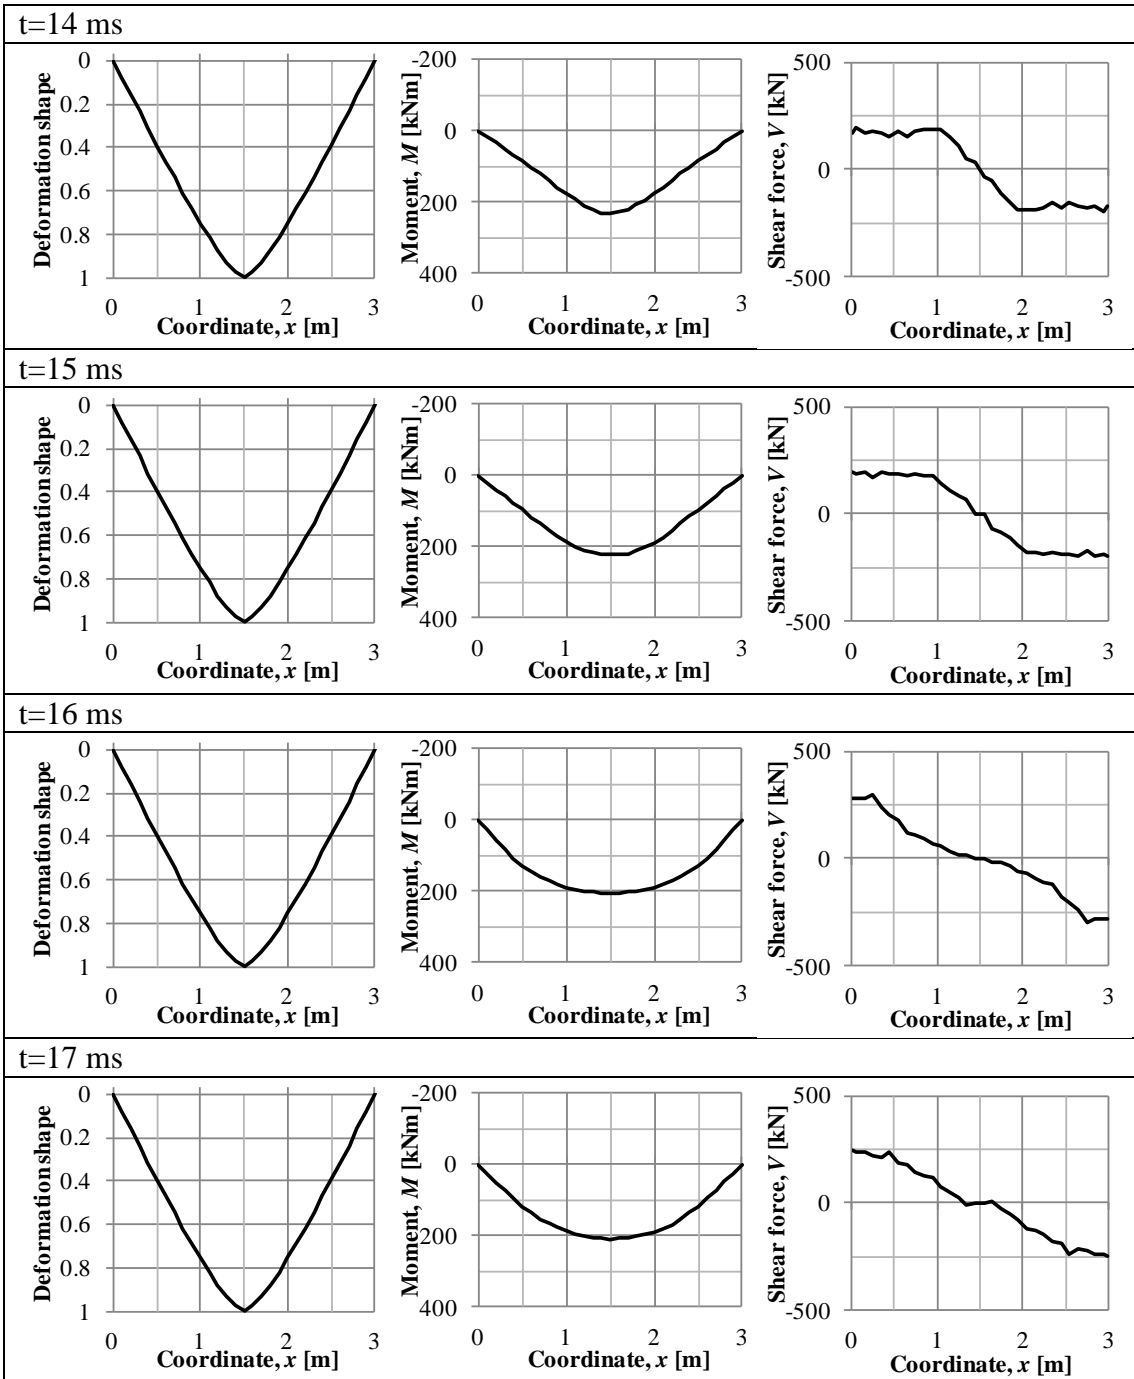 t=14 ms
Deformation shape
0
0.2
0.4
0.6
0.8
1
0 1 2 3
Coordinate, x [m]
Moment, M [kNm]
-200
0
200
400
0 1 2 3
Coordinate, x [m]
Shear force, V [kN]
500
0
-500
0 1 2 3
Coordinate, x [m]
t=15 ms
Deformation shape
0
0.2
0.4
0.6
0.8
1
0 1 2 3
Coordinate, x [m]
Moment, M [kNm]
-200
0
200
400
0 1 2 3
Coordinate, x [m]
Shear force, V [kN]
500
0
-500
0 1 2 3
Coordinate, x [m]
t=16 ms
Deformation shape
0
0.2
0.4
0.6
0.8
1
0 1 2 3
Coordinate, x [m]
Moment, M [kNm]
-200
0
200
400
0 1 2 3
Coordinate, x [m]
Shear force, V [kN]
500
0
-500
0 1 2 3
Coordinate, x [m]
t=17 ms
Deformation shape
0
0.2
0.4
0.6
0.8
1
0 1 2 3
Coordinate, x [m]
Moment, M [kNm]
-200
0
200
400
0 1 2 3
Coordinate, x [m]
Shear force, V [kN]
500
0
-500
0 1 2 3
Coordinate, x [m]